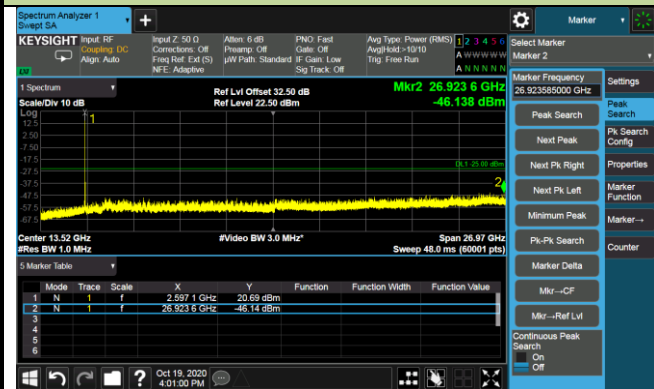 Spectrum Analyzer 1
Swept SA
Marker
KEYSIGHT
Input: RF
Coupling: DC
Align: Auto
Input Z: 50 Ω
Corrections: Off
Freq Ref: Ext (S)
NFE: Adaptive
Atten: 6 dB
Preamp: Off
µW Path: Standard
PNO: Fast
Gate: Off
IF Gain: Low
Sig Track: Off
Avg Type: Power (RMS)
Avg|Hold:>10/10
Trig: Free Run
1 2 3 4 5 6
A W W W W W
A N N N N N
Select Marker
Marker 2
Marker Frequency
26.923585000 GHz
1 Spectrum
Scale/Div 10 dB
Ref Lvl Offset 32.50 dB
Ref Level 22.50 dBm
Mkr2 26.923 6 GHz
-46.138 dBm
Log
12.5
2.50
-7.50
-17.5
-27.5
-37.5
-47.5
-57.5
-67.5
1
DL1 -25.00 dBm
2
Center 13.52 GHz
#Res BW 1.0 MHz
#Video BW 3.0 MHz*
Span 26.97 GHz
Sweep 48.0 ms (60001 pts)
5 Marker Table
Mode Trace Scale X Y Function Function Width Function Value
1 N 1 f 2.597 1 GHz 20.69 dBm
2 N 1 f 26.923 6 GHz -46.14 dBm
3
4
5
6
Peak Search
Next Peak
Next Pk Right
Next Pk Left
Minimum Peak
Pk-Pk Search
Marker Delta
Mkr→CF
Mkr→Ref Lvl
Continuous Peak
Search
On
Off
Settings
Peak
Search
Pk Search
Config
Properties
Marker
Function
Marker→
Counter
Oct 19, 2020
4:01:00 PM